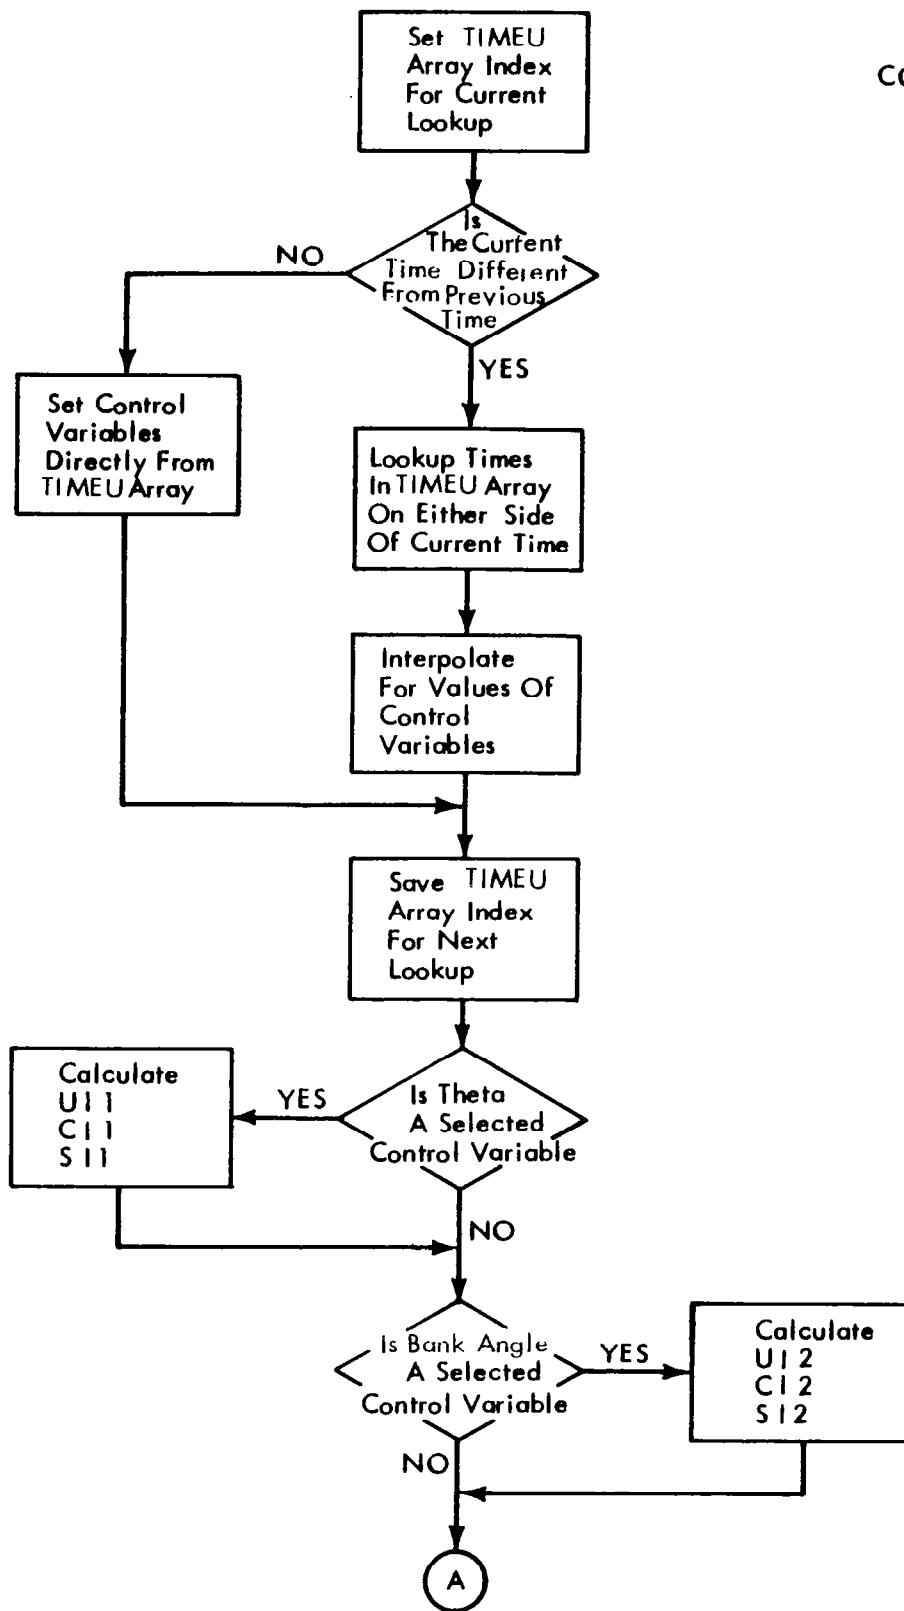 Set TIMEU
Array Index
For Current
Lookup
CO
Is
The Current
Time Different
From Previous
Time
NO
YES
Set Control
Variables
Directly From
TIMEU Array
Lookup Times
In TIMEU Array
On Either Side
Of Current Time
Interpolate
For Values Of
Control
Variables
Save TIMEU
Array Index
For Next
Lookup
Is Theta
A Selected
Control Variable
YES
Calculate
U11
C11
S11
NO
Is Bank Angle
A Selected
Control Variable
YES
Calculate
U12
C12
S12
NO
A